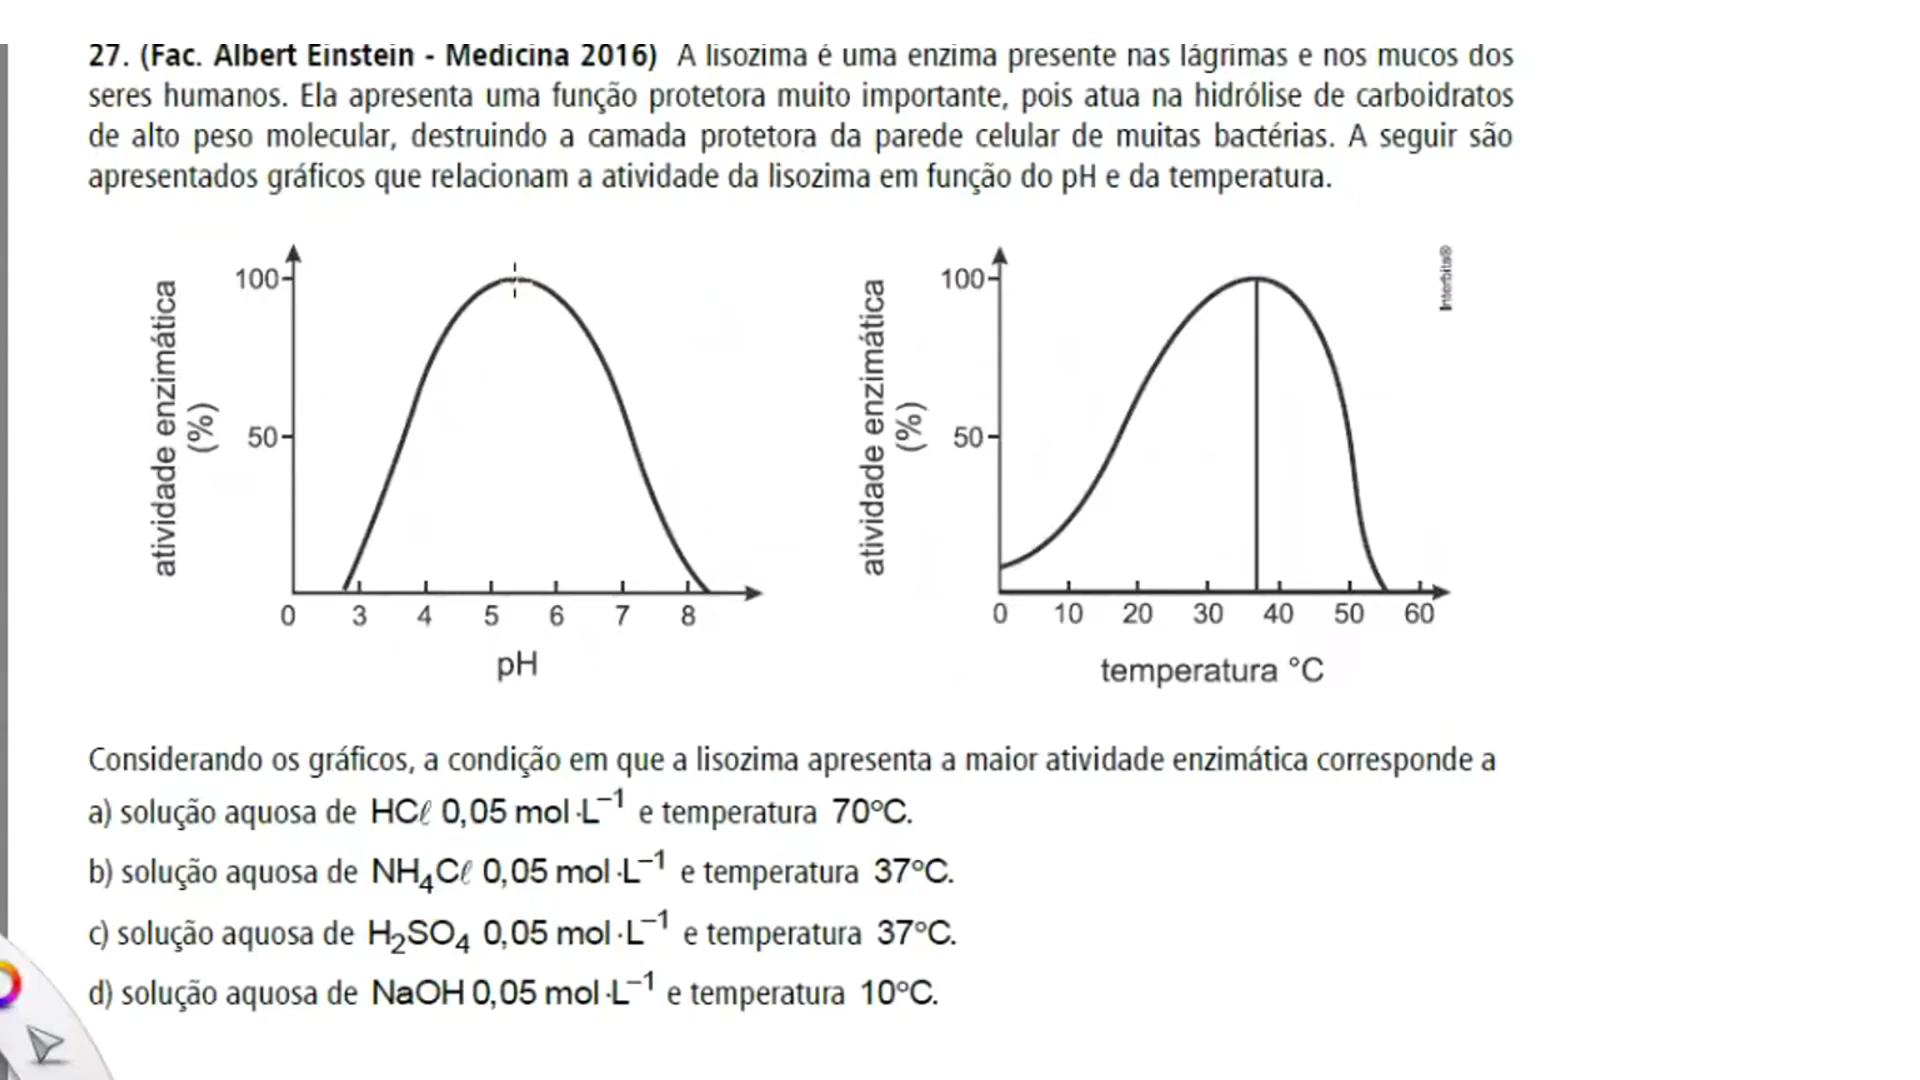 27. (Fac. Albert Einstein - Medicina 2016) A lisozima é uma enzima presente nas lágrimas e nos mucos dos
seres humanos. Ela apresenta uma função protetora muito importante, pois atua na hidrólise de carboidratos
de alto peso molecular, destruindo a camada protetora da parede celular de muitas bactérias. A seguir são
apresentados gráficos que relacionam a atividade da lisozima em função do pH e da temperatura.
atividade enzimática
(%)
100
50
0 3 4 5 6 7 8
pH
atividade enzimática
(%)
100
50
0 10 20 30 40 50 60
temperatura °C
Interbits®
Considerando os gráficos, a condição em que a lisozima apresenta a maior atividade enzimática corresponde a
a) solução aquosa de HCℓ 0,05 mol·L⁻¹ e temperatura 70°C.
b) solução aquosa de NH₄Cℓ 0,05 mol·L⁻¹ e temperatura 37°C.
c) solução aquosa de H₂SO₄ 0,05 mol·L⁻¹ e temperatura 37°C.
d) solução aquosa de NaOH 0,05 mol·L⁻¹ e temperatura 10°C.